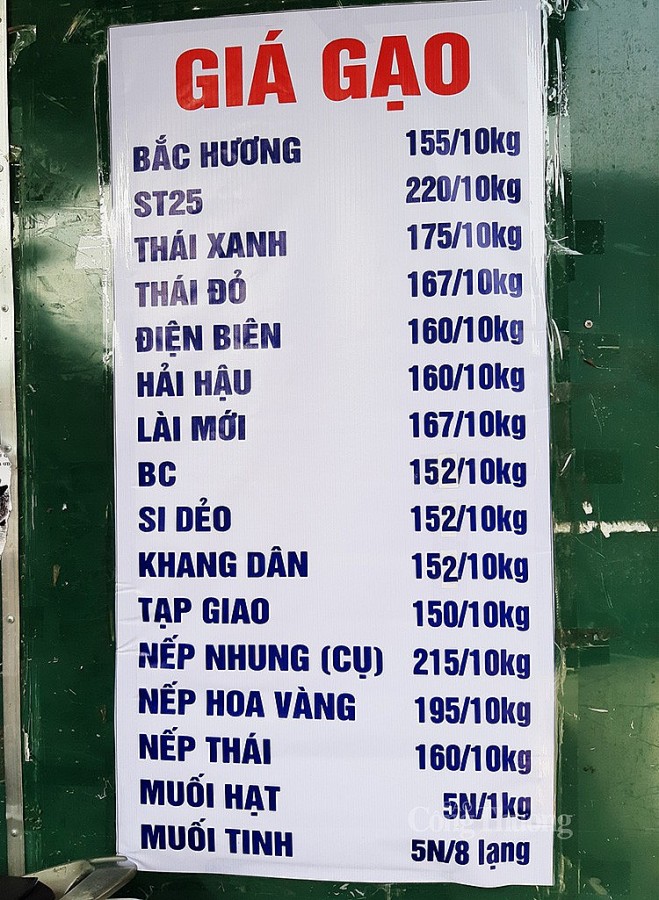 GIÁ GẠO
BẮC HƯƠNG 155/10kg
ST25 220/10kg
THÁI XANH 175/10kg
THÁI ĐỎ 167/10kg
ĐIỆN BIÊN 160/10kg
HẢI HẬU 160/10kg
LÀI MỚI 167/10kg
BC 152/10kg
SI DẺO 152/10kg
KHANG DÂN 152/10kg
TẠP GIAO 150/10kg
NẾP NHUNG (CỤ) 215/10kg
NẾP HOA VÀNG 195/10kg
NẾP THÁI 160/10kg
MUỐI HẠT 5N/1kg
Công Thương
MUỐI TINH 5N/8 lạng